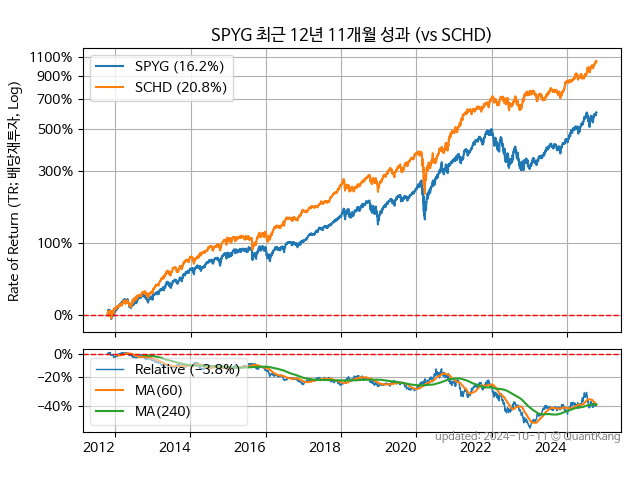 SPYG 최근 12년 11개월 성과 (vs SCHD)
Rate of Return (TR; 배당재투자, Log)
1100%
900%
700%
500%
300%
100%
0%
SPYG (16.2%)
SCHD (20.8%)
0%
−20%
−40%
Relative (−3.8%)
MA(60)
MA(240)
2012 2014 2016 2018 2020 2022 2024
updated: 2024-10-11 © QuantKang